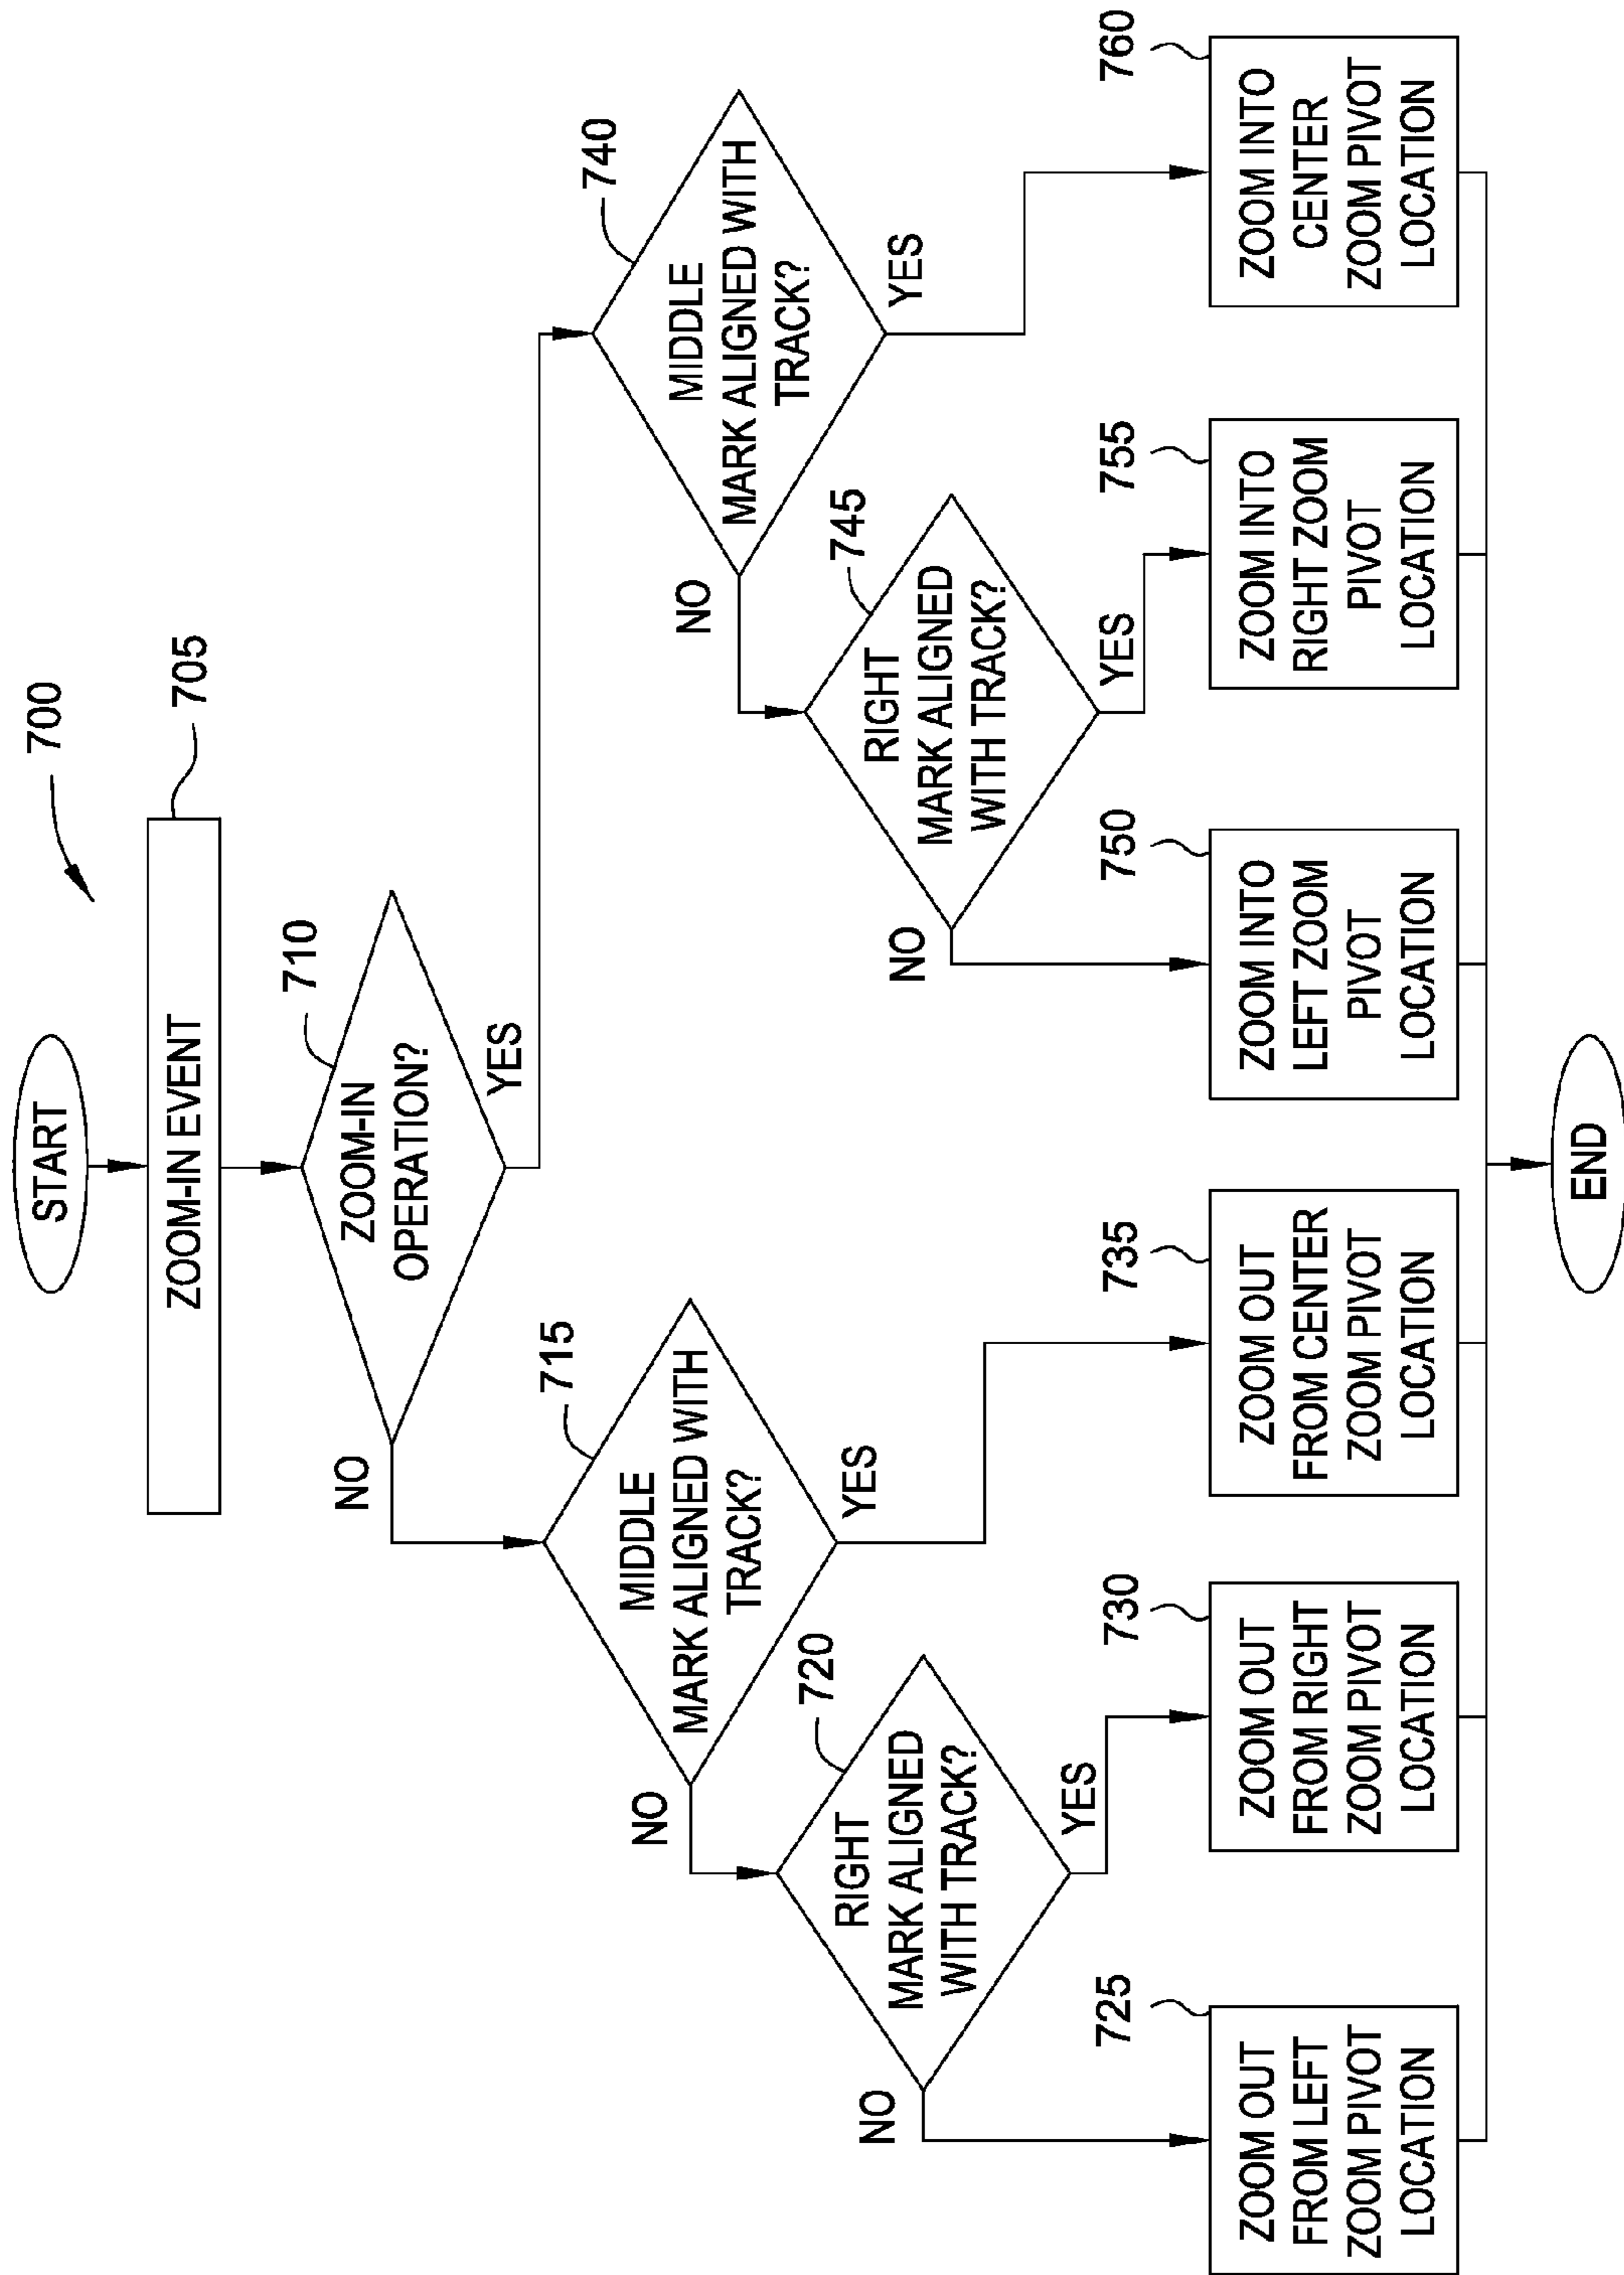 700
START
ZOOM-IN EVENT
705
ZOOM-IN
OPERATION?
710
NO
YES
MIDDLE
MARK ALIGNED WITH
TRACK?
715
NO
YES
MIDDLE
MARK ALIGNED WITH
TRACK?
740
NO
YES
RIGHT
MARK ALIGNED
WITH TRACK?
720
NO
YES
RIGHT
MARK ALIGNED
WITH TRACK?
745
NO
YES
725
ZOOM OUT
FROM LEFT
ZOOM PIVOT
LOCATION
730
ZOOM OUT
FROM RIGHT
ZOOM PIVOT
LOCATION
735
ZOOM OUT
FROM CENTER
ZOOM PIVOT
LOCATION
750
ZOOM INTO
LEFT ZOOM
PIVOT
LOCATION
755
ZOOM INTO
RIGHT ZOOM
PIVOT
LOCATION
760
ZOOM INTO
CENTER
ZOOM PIVOT
LOCATION
END